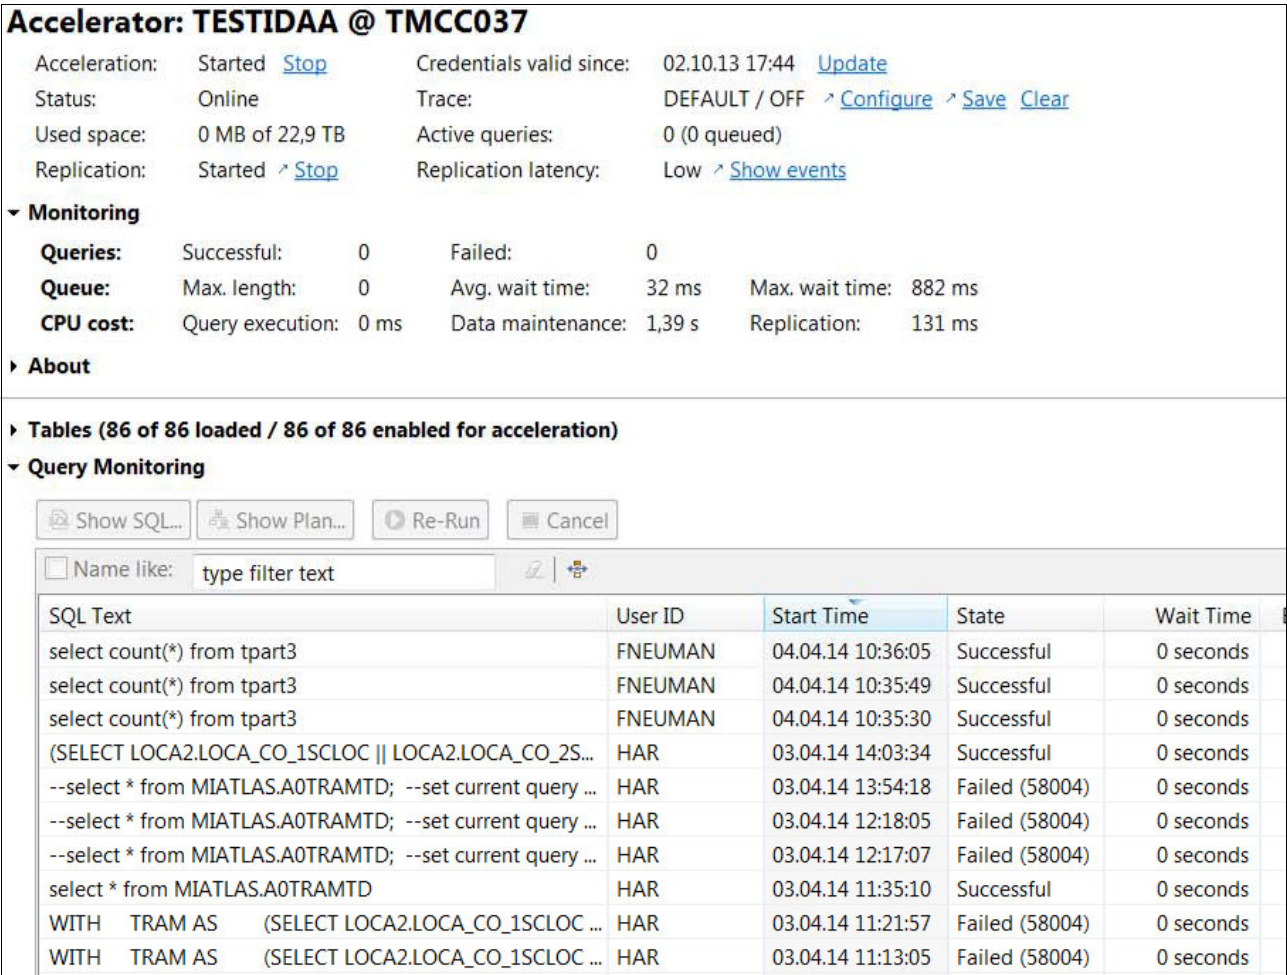 Accelerator: TESTIDAA @ TMCC037
Acceleration: Started Stop Credentials valid since: 02.10.13 17:44 Update
Status: Online Trace: DEFAULT / OFF Configure Save Clear
Used space: 0 MB of 22,9 TB Active queries: 0 (0 queued)
Replication: Started Stop Replication latency: Low Show events
Monitoring
Queries: Successful: 0 Failed: 0
Queue: Max. length: 0 Avg. wait time: 32 ms Max. wait time: 882 ms
CPU cost: Query execution: 0 ms Data maintenance: 1,39 s Replication: 131 ms
About
Tables (86 of 86 loaded / 86 of 86 enabled for acceleration)
Query Monitoring
Show SQL... Show Plan... Re-Run Cancel
Name like: type filter text
SQL Text User ID Start Time State Wait Time
select count(*) from tpart3 FNEUMAN 04.04.14 10:36:05 Successful 0 seconds
select count(*) from tpart3 FNEUMAN 04.04.14 10:35:49 Successful 0 seconds
select count(*) from tpart3 FNEUMAN 04.04.14 10:35:30 Successful 0 seconds
(SELECT LOCA2.LOCA_CO_1SCLOC || LOCA2.LOCA_CO_2S... HAR 03.04.14 14:03:34 Successful 0 seconds
--select * from MIATLAS.A0TRAMTD; --set current query ... HAR 03.04.14 13:54:18 Failed (58004) 0 seconds
--select * from MIATLAS.A0TRAMTD; --set current query ... HAR 03.04.14 12:18:05 Failed (58004) 0 seconds
--select * from MIATLAS.A0TRAMTD; --set current query ... HAR 03.04.14 12:17:07 Failed (58004) 0 seconds
select * from MIATLAS.A0TRAMTD HAR 03.04.14 11:35:10 Successful 0 seconds
WITH TRAM AS (SELECT LOCA2.LOCA_CO_1SCLOC ... HAR 03.04.14 11:21:57 Failed (58004) 0 seconds
WITH TRAM AS (SELECT LOCA2.LOCA_CO_1SCLOC ... HAR 03.04.14 11:13:05 Failed (58004) 0 seconds